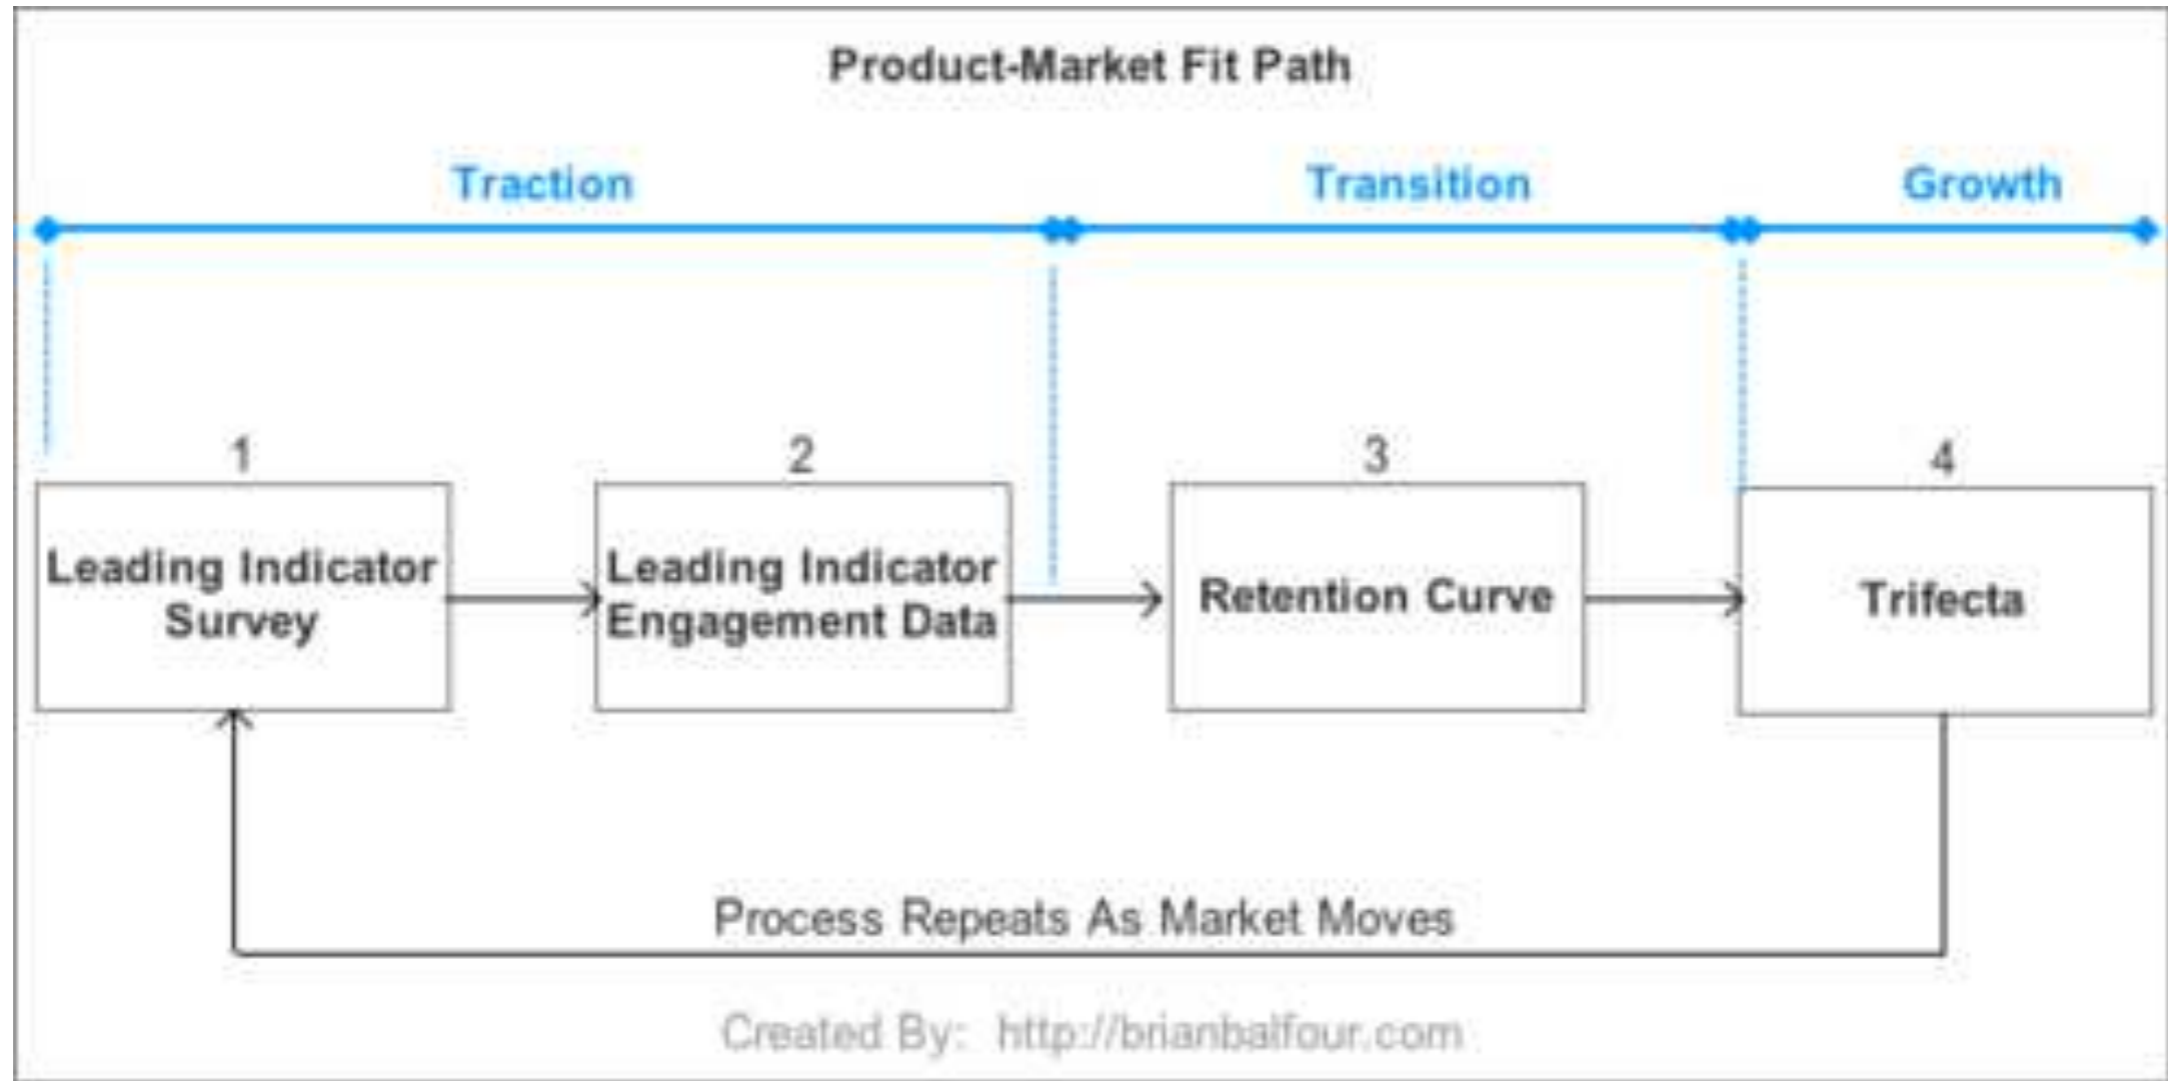 Product-Market Fit Path
Traction
Transition
Growth
1
2
3
4
Leading Indicator
Survey
Leading Indicator
Engagement Data
Retention Curve
Trifecta
Process Repeats As Market Moves
Created By: http://brianbalfour.com